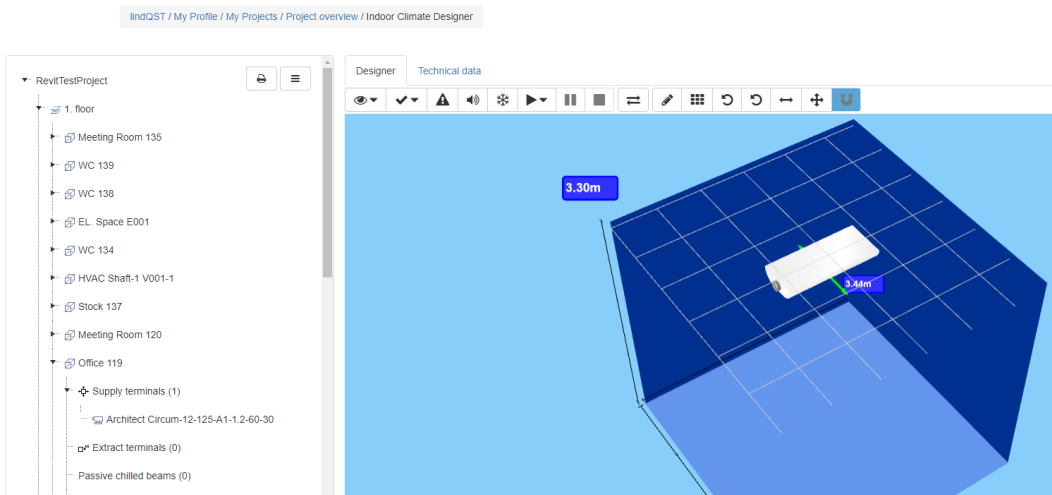 lindQST / My Profile / My Projects / Project overview / Indoor Climate Designer
RevitTestProject
1. floor
Meeting Room 135
WC 139
WC 138
EL. Space E001
WC 134
HVAC Shaft-1 V001-1
Stock 137
Meeting Room 120
Office 119
Supply terminals (1)
Architect Circum-12-125-A1-1.2-60-30
Extract terminals (0)
Passive chilled beams (0)
Designer Technical data
3.30m
3.44m